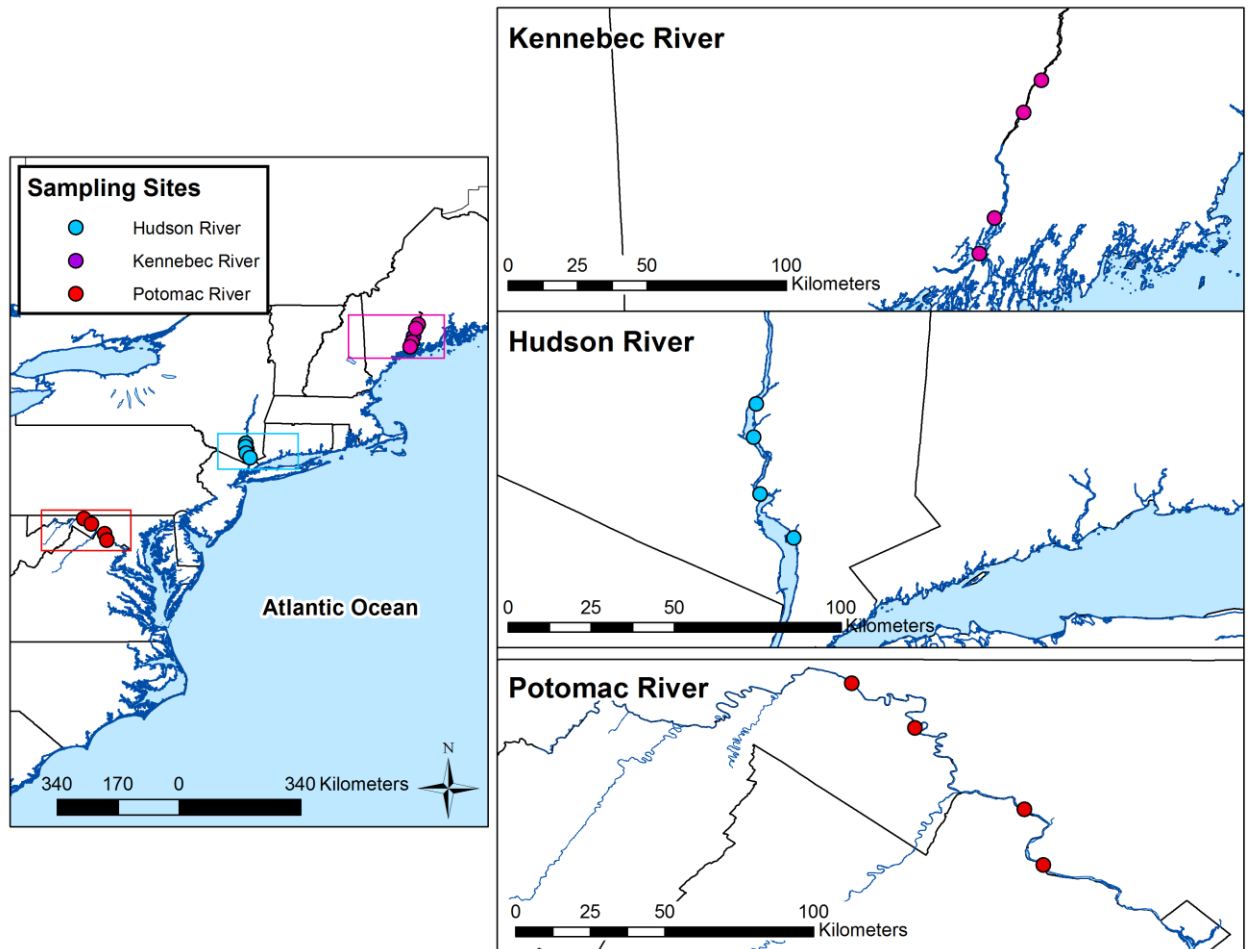 Sampling Sites
Hudson River
Kennebec River
Potomac River
Atlantic Ocean
N
340 170 0 340 Kilometers
Kennebec River
0 25 50 100
Kilometers
Hudson River
0 25 50 100
Kilometers
Potomac River
0 25 50 100
Kilometers